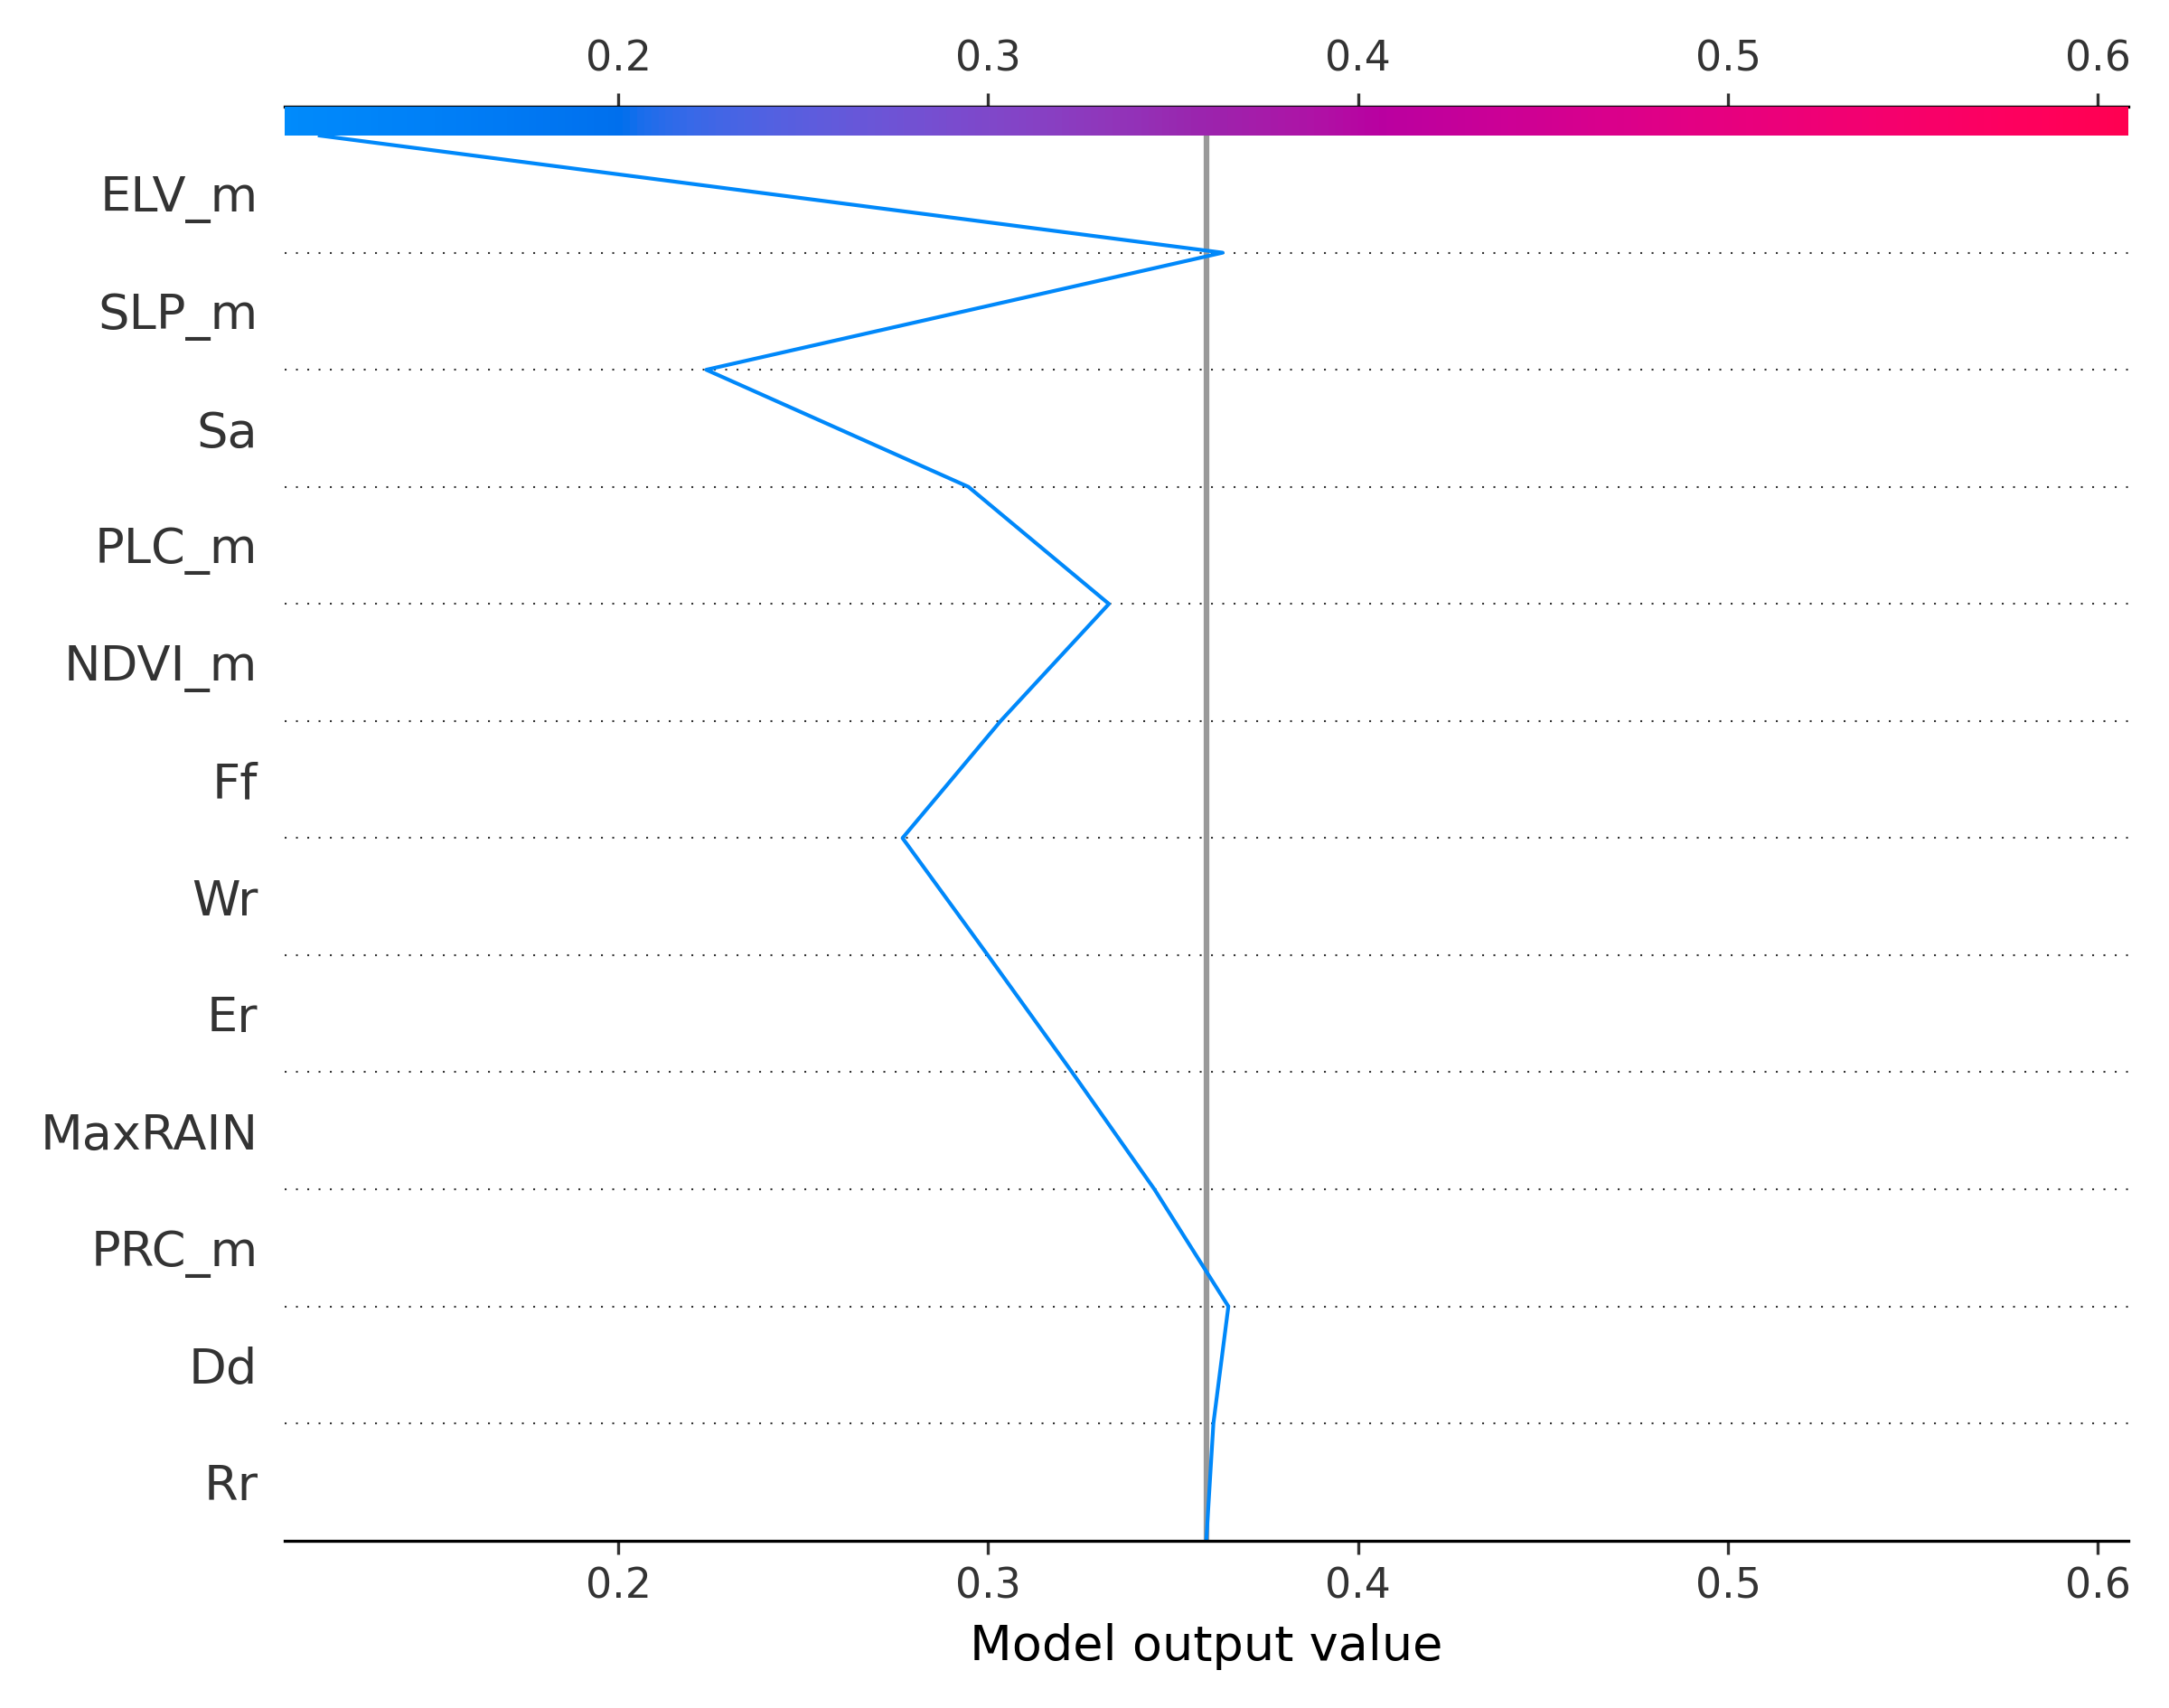 0.2 0.3 0.4 0.5 0.6
ELV_m
SLP_m
Sa
PLC_m
NDVI_m
Ff
Wr
Er
MaxRAIN
PRC_m
Dd
Rr
0.2 0.3 0.4 0.5 0.6
Model output value